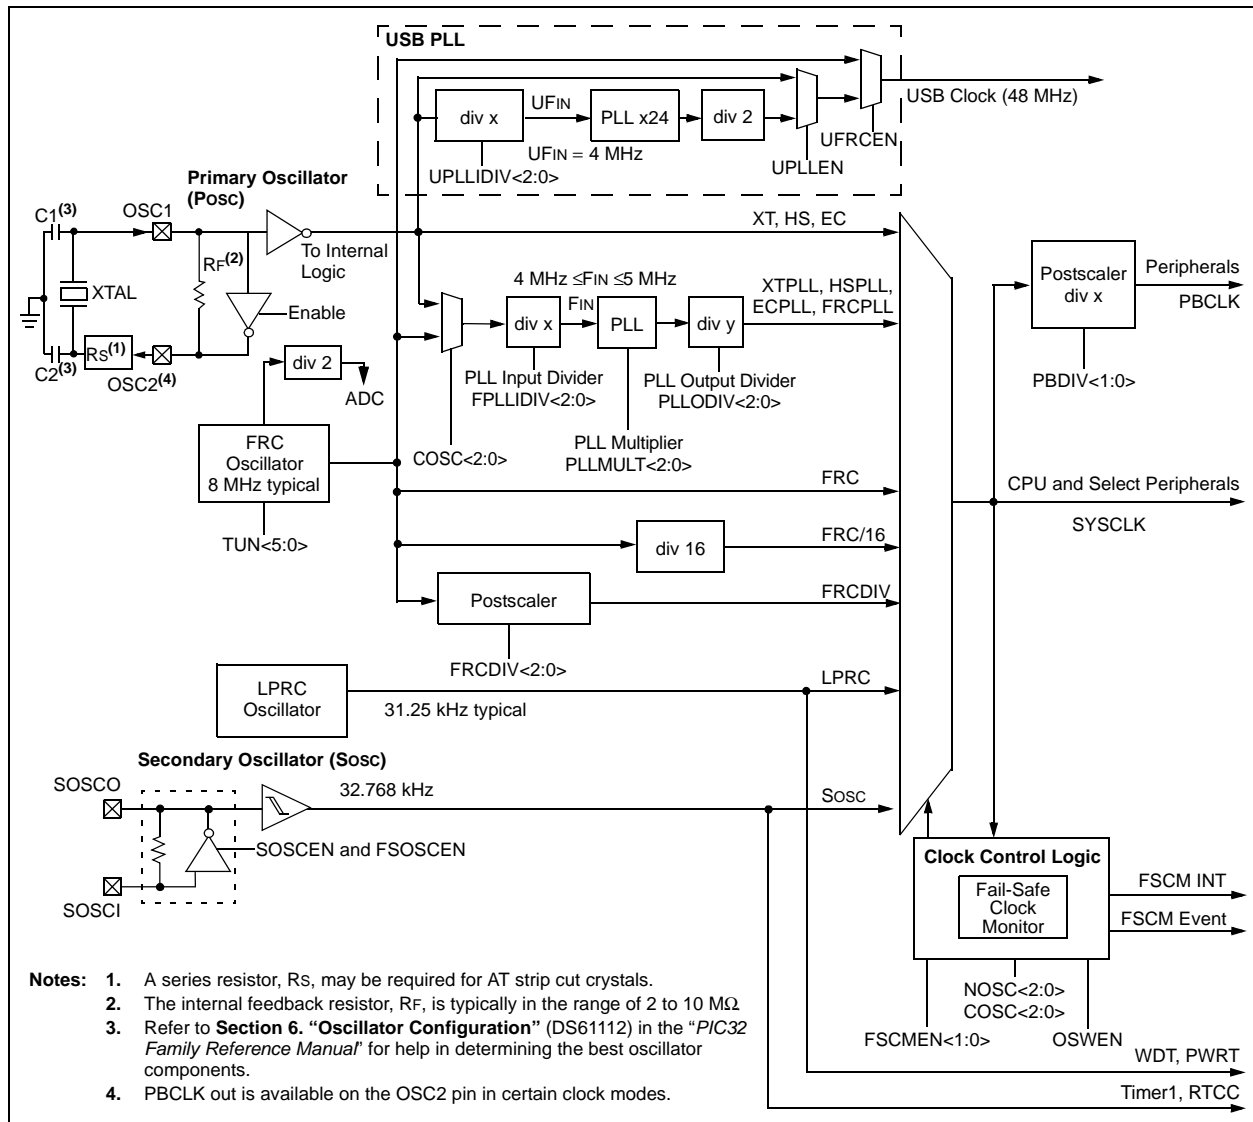 USB PLL
USB Clock (48 MHz)
div x
UFIN
PLL x24
div 2
UFIN = 4 MHz
UFRCEN
UPLLEN
UPLLIDIV<2:0>
Primary Oscillator
(POSC)
C1(3)
OSC1
XT, HS, EC
To Internal
Logic
RF(2)
XTAL
Enable
4 MHz ≤FIN ≤5 MHz
FIN
XTPLL, HSPLL,
ECPLL, FRCPLL
div x
PLL
div y
Postscaler
div x
Peripherals
PBCLK
RS(1)
C2(3)
OSC2(4)
div 2
ADC
PLL Input Divider
FPLLIDIV<2:0>
PLL Output Divider
PLLODIV<2:0>
PBDIV<1:0>
COSC<2:0>
PLL Multiplier
PLLMULT<2:0>
FRC
Oscillator
8 MHz typical
TUN<5:0>
FRC
CPU and Select Peripherals
SYSCLK
div 16
FRC/16
Postscaler
FRCDIV
FRCDIV<2:0>
LPRC
Oscillator
31.25 kHz typical
LPRC
Secondary Oscillator (SOSC)
SOSCO
32.768 kHz
SOSC
SOSCEN and FSOSCEN
SOSCI
Clock Control Logic
Fail-Safe
Clock
Monitor
FSCM INT
FSCM Event
NOSC<2:0>
COSC<2:0>
FSCMEN<1:0>
OSWEN
WDT, PWRT
Timer1, RTCC
Notes: 1. A series resistor, RS, may be required for AT strip cut crystals.
2. The internal feedback resistor, RF, is typically in the range of 2 to 10 MΩ
3. Refer to Section 6. “Oscillator Configuration” (DS61112) in the “PIC32
Family Reference Manual” for help in determining the best oscillator
components.
4. PBCLK out is available on the OSC2 pin in certain clock modes.